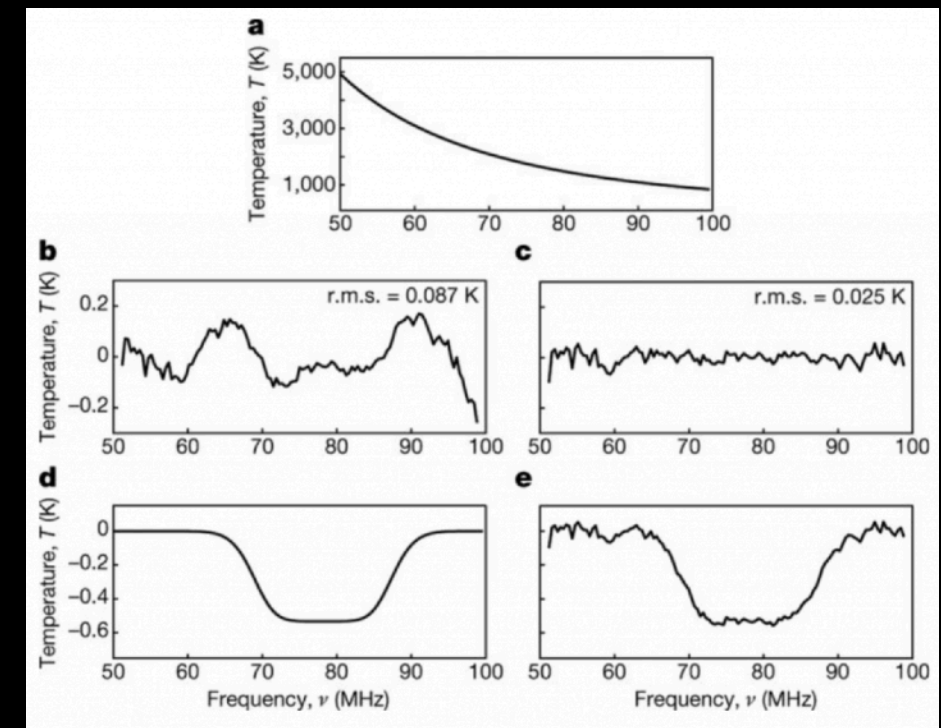 a
Temperature, T (K)
5,000
3,000
1,000
50 60 70 80 90 100
b
Temperature, T (K)
r.m.s. = 0.087 K
0.2
0
–0.2
50 60 70 80 90 100
c
r.m.s. = 0.025 K
50 60 70 80 90 100
d
Temperature, T (K)
0
–0.2
–0.4
–0.6
50 60 70 80 90 100
Frequency, ν (MHz)
e
50 60 70 80 90 100
Frequency, ν (MHz)